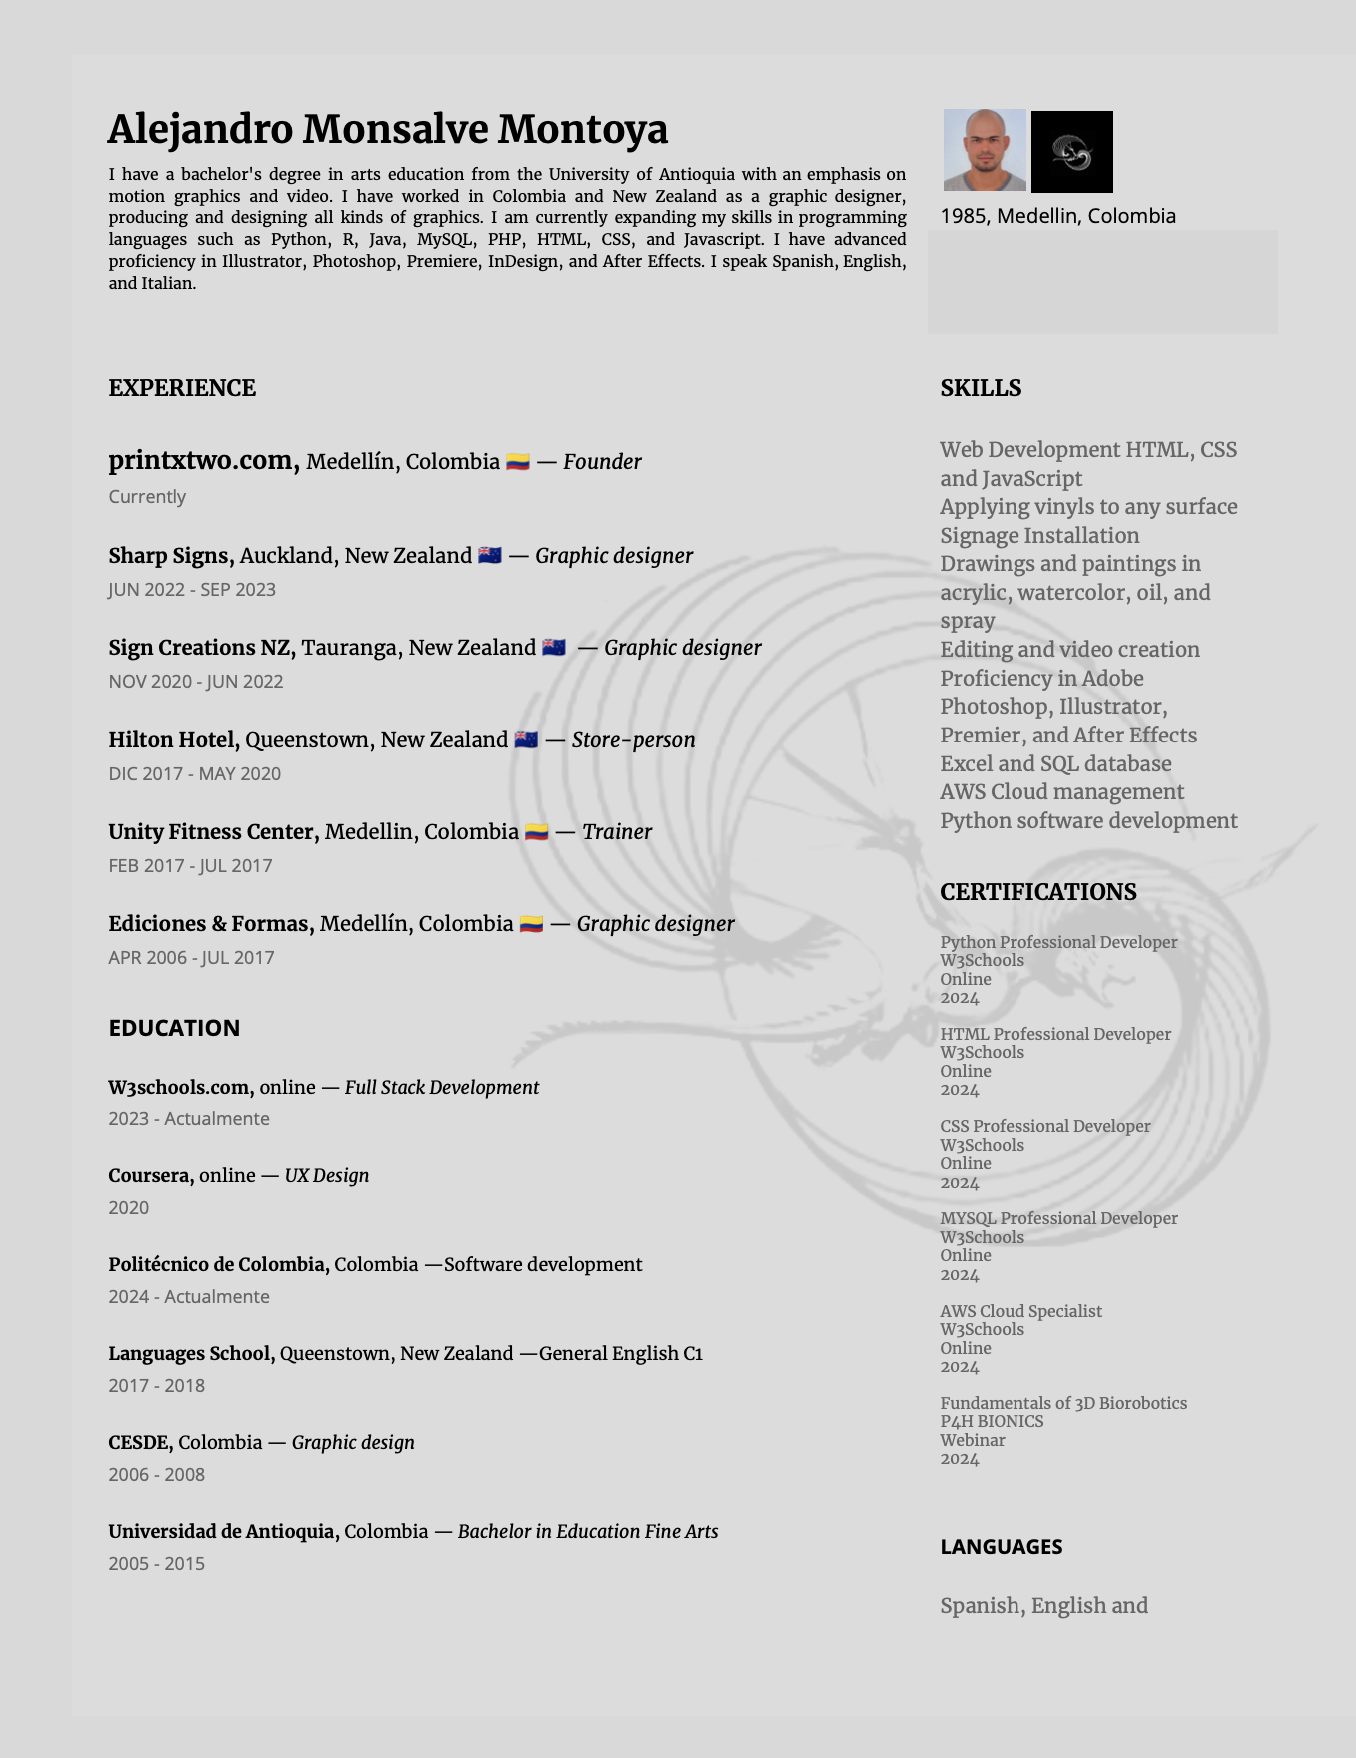 Alejandro Monsalve Montoya
I have a bachelor's degree in arts education from the University of Antioquia with an emphasis on
motion graphics and video. I have worked in Colombia and New Zealand as a graphic designer,
producing and designing all kinds of graphics. I am currently expanding my skills in programming
languages such as Python, R, Java, MySQL, PHP, HTML, CSS, and Javascript. I have advanced
proficiency in Illustrator, Photoshop, Premiere, InDesign, and After Effects. I speak Spanish, English,
and Italian.
1985, Medellin, Colombia
EXPERIENCE
printxtwo.com, Medellín, Colombia 🇨🇴 — Founder
Currently
Sharp Signs, Auckland, New Zealand 🇳🇿 — Graphic designer
JUN 2022 - SEP 2023
Sign Creations NZ, Tauranga, New Zealand 🇳🇿 — Graphic designer
NOV 2020 - JUN 2022
Hilton Hotel, Queenstown, New Zealand 🇳🇿 — Store-person
DIC 2017 - MAY 2020
Unity Fitness Center, Medellin, Colombia 🇨🇴 — Trainer
FEB 2017 - JUL 2017
Ediciones & Formas, Medellín, Colombia 🇨🇴 — Graphic designer
APR 2006 - JUL 2017
EDUCATION
W3schools.com, online — Full Stack Development
2023 - Actualmente
Coursera, online — UX Design
2020
Politécnico de Colombia, Colombia —Software development
2024 - Actualmente
Languages School, Queenstown, New Zealand —General English C1
2017 - 2018
CESDE, Colombia — Graphic design
2006 - 2008
Universidad de Antioquia, Colombia — Bachelor in Education Fine Arts
2005 - 2015
SKILLS
Web Development HTML, CSS
and JavaScript
Applying vinyls to any surface
Signage Installation
Drawings and paintings in
acrylic, watercolor, oil, and
spray
Editing and video creation
Proficiency in Adobe
Photoshop, Illustrator,
Premier, and After Effects
Excel and SQL database
AWS Cloud management
Python software development
CERTIFICATIONS
Python Professional Developer
W3Schools
Online
2024
HTML Professional Developer
W3Schools
Online
2024
CSS Professional Developer
W3Schools
Online
2024
MYSQL Professional Developer
W3Schools
Online
2024
AWS Cloud Specialist
W3Schools
Online
2024
Fundamentals of 3D Biorobotics
P4H BIONICS
Webinar
2024
LANGUAGES
Spanish, English and